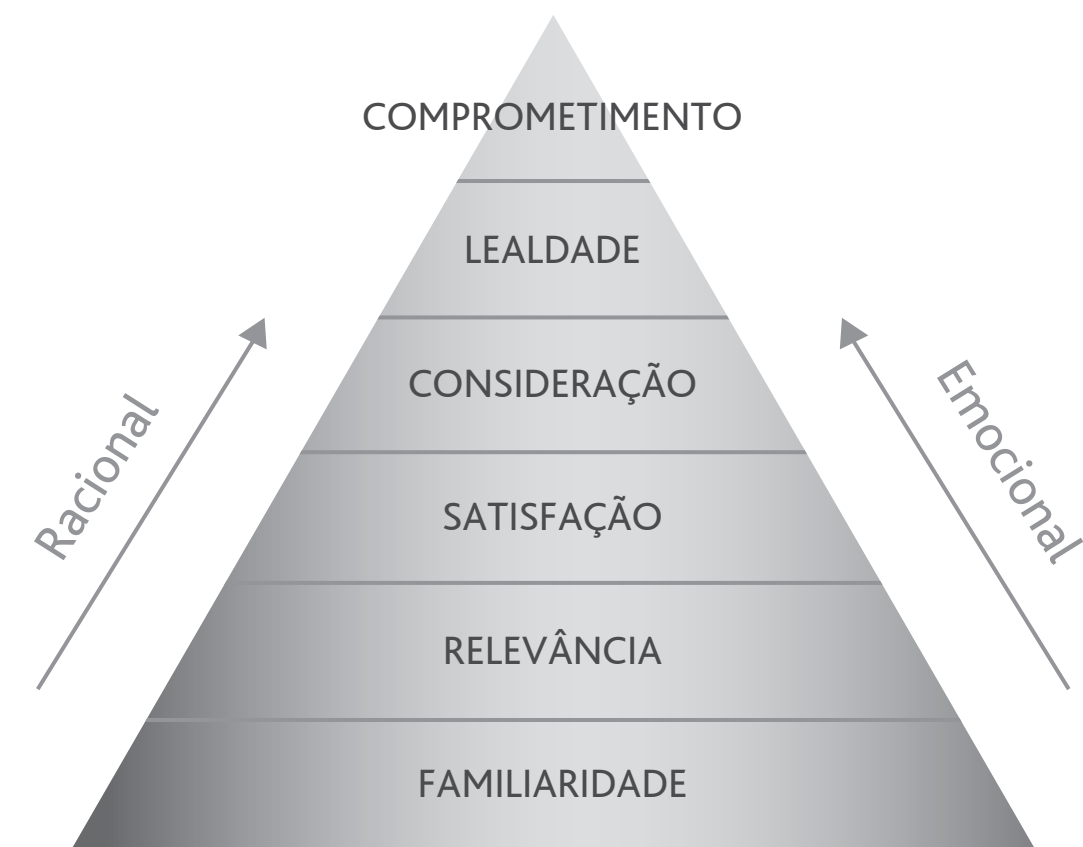 COMPROMETIMENTO
LEALDADE
CONSIDERAÇÃO
SATISFAÇÃO
RELEVÂNCIA
FAMILIARIDADE
Racional
Emocional